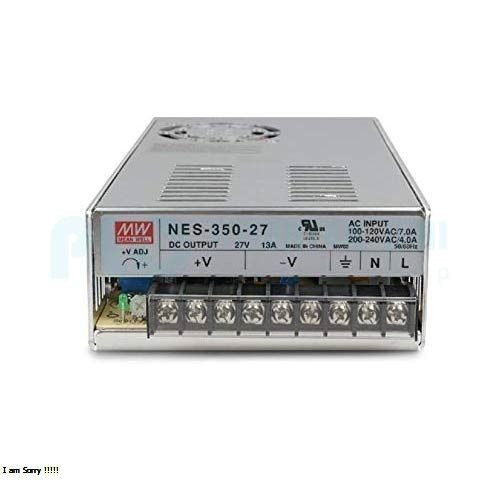 MW
MEAN WELL
NES-350-27
DC OUTPUT 27V 13A MADE IN CHINA MW02
AC INPUT
100-120VAC/7.0A
200-240VAC/4.0A
50/60Hz
+V ADJ
+V -V N L
I am Sorry !!!!!